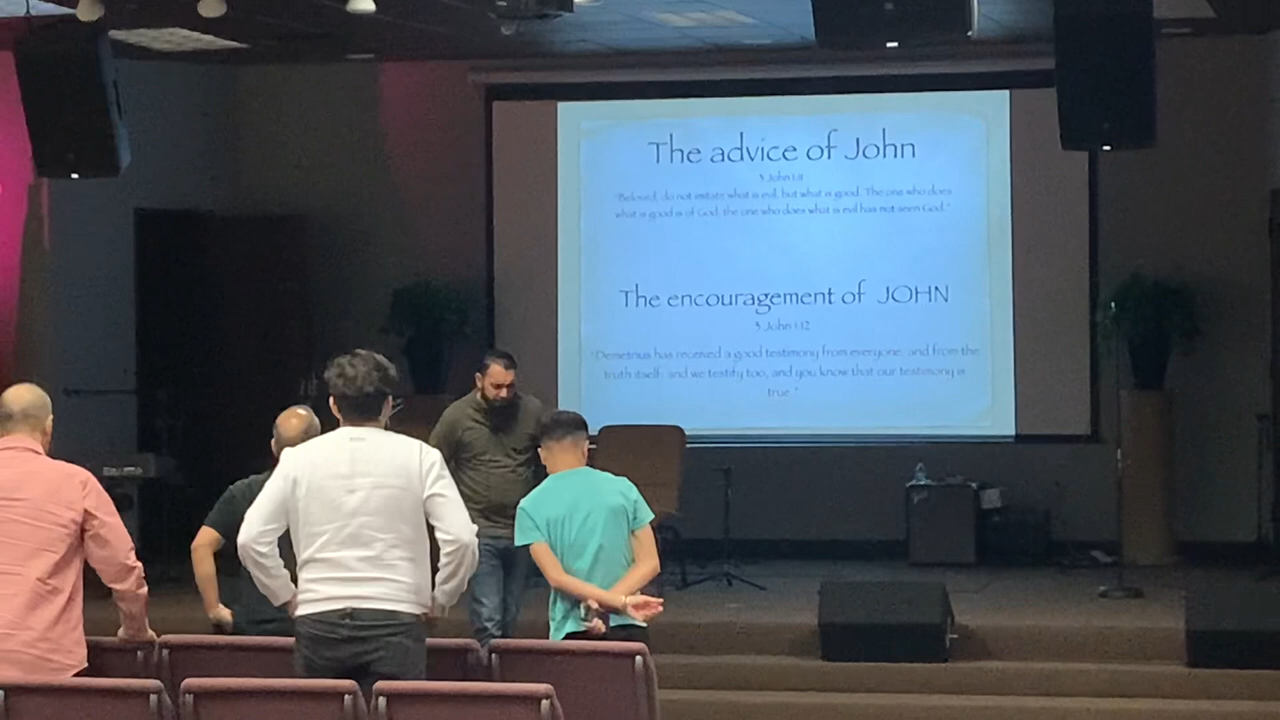 The advice of John
3 John 1:11
"Beloved, do not imitate what is evil, but what is good. The one who does
what is good is of God; the one who does what is evil has not seen God."
The encouragement of JOHN
3 John 1:12
"Demetrius has received a good testimony from everyone, and from the
truth itself; and we testify too, and you know that our testimony is
true."